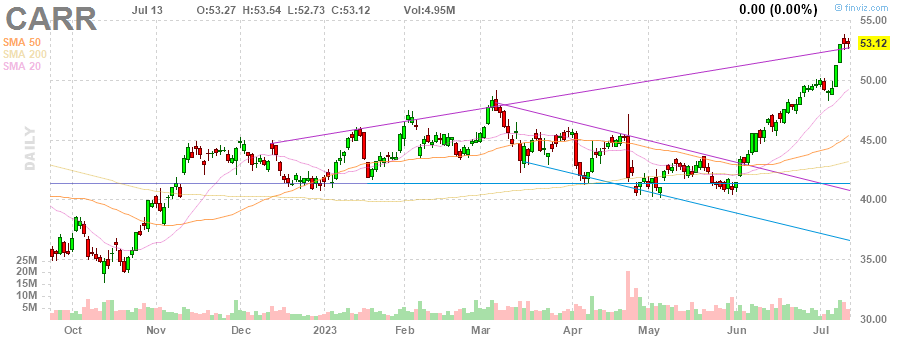 CARR Jul 13 O:53.27 H:53.54 L:52.73 C:53.12 Vol:4.95M 0.00 (0.00%) © finviz.com
SMA 50
SMA 200
SMA 20
DAILY
55.00
53.12
50.00
45.00
40.00
35.00
30.00
25M
20M
15M
10M
5M
Oct Nov Dec 2023 Feb Mar Apr May Jun Jul